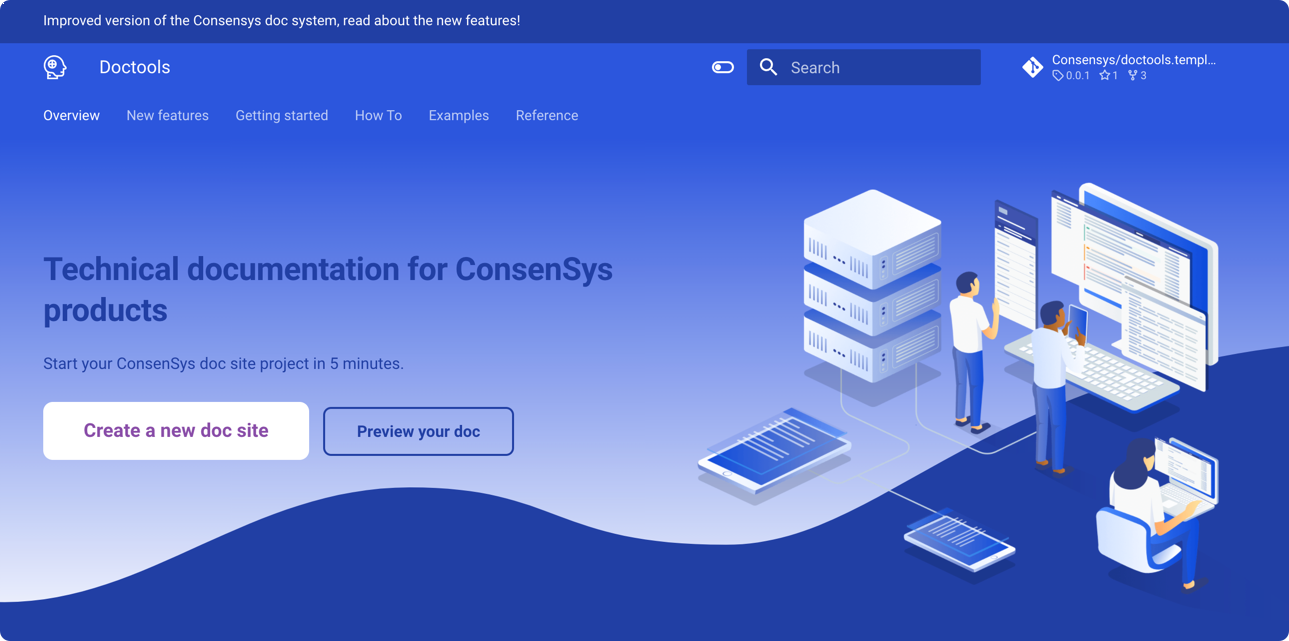 Improved version of the Consensys doc system, read about the new features!
Doctools
Search
Consensys/doctools.templ...
0.0.1 1 3
Overview New features Getting started How To Examples Reference
Technical documentation for ConsenSys
products
Start your ConsenSys doc site project in 5 minutes.
Create a new doc site
Preview your doc